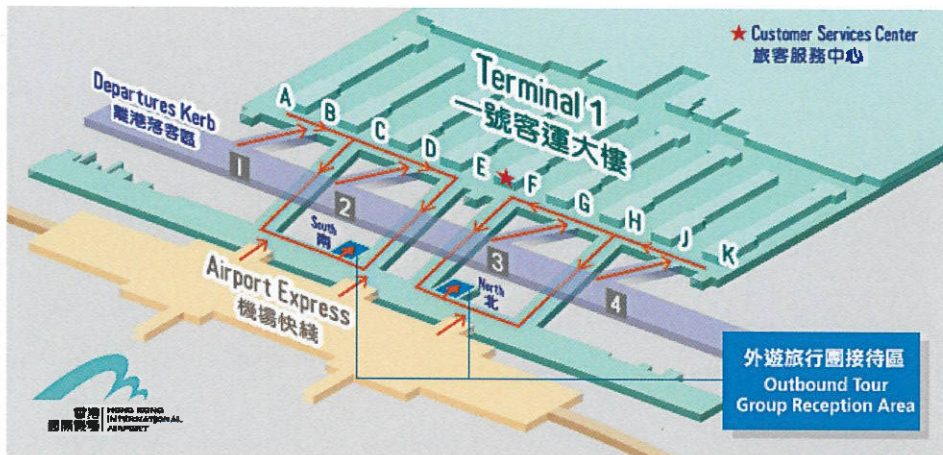 ★ Customer Services Center
旅客服務中心
Departures Kerb
離港落客區
Terminal 1
一號客運大樓
A
B
C
D
E
★
F
G
H
J
K
1
2
3
4
South
南
North
北
Airport Express
機場快綫
外遊旅行團接待區
Outbound Tour
Group Reception Area
香港
國際機場
HONG KONG
INTERNATIONAL
AIRPORT